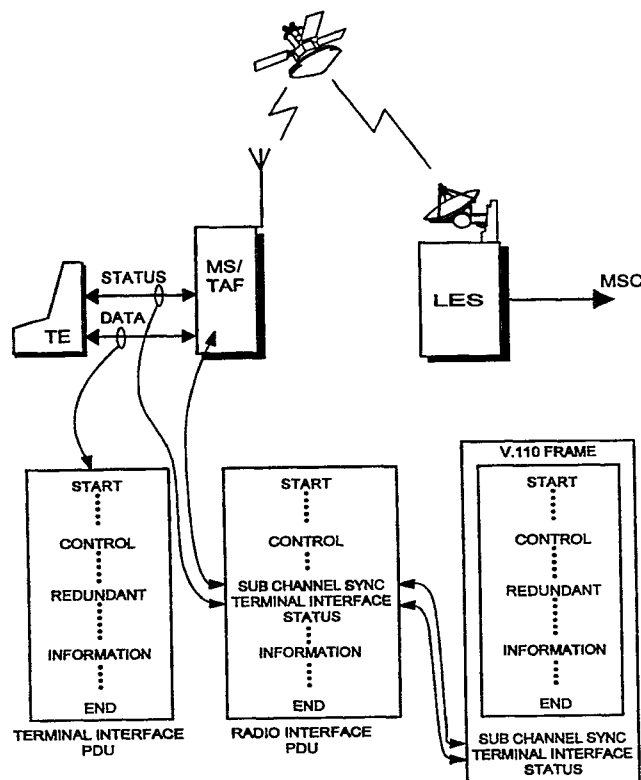 STATUS
MS/
TAF
DATA
TE
LES
MSC
START
CONTROL
REDUNDANT
INFORMATION
END
TERMINAL INTERFACE
PDU
START
CONTROL
SUB CHANNEL SYNC
TERMINAL INTERFACE
STATUS
INFORMATION
END
RADIO INTERFACE
PDU
V.110 FRAME
START
CONTROL
REDUNDANT
INFORMATION
END
SUB CHANNEL SYNC
TERMINAL INTERFACE
STATUS